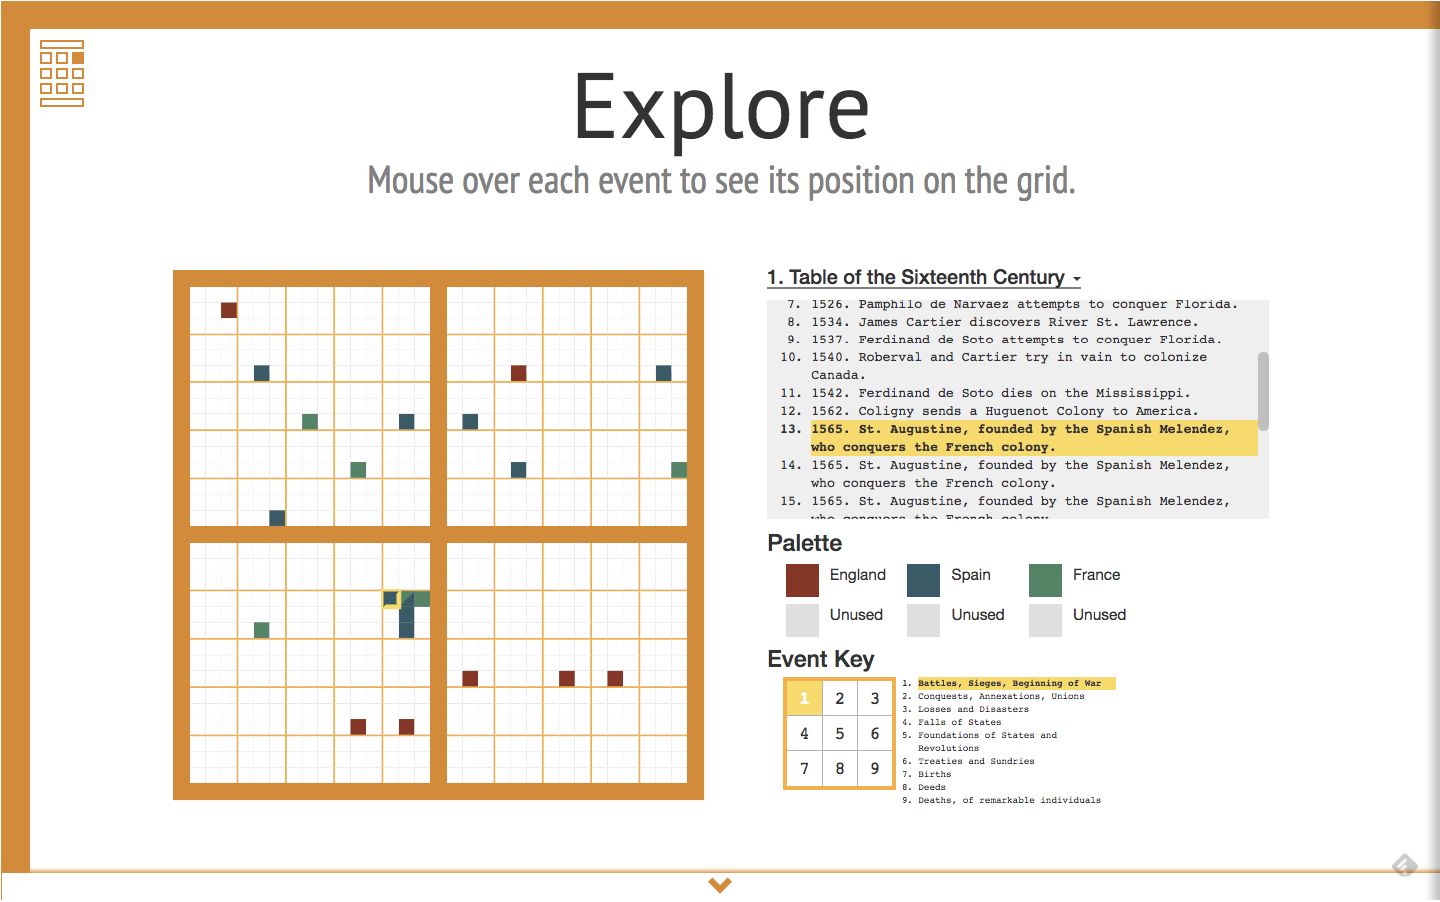 Explore
Mouse over each event to see its position on the grid.
1. Table of the Sixteenth Century
7. 1526. Pamphilo de Narvaez attempts to conquer Florida.
8. 1534. James Cartier discovers River St. Lawrence.
9. 1537. Ferdinand de Soto attempts to conquer Florida.
10. 1540. Roberval and Cartier try in vain to colonize
Canada.
11. 1542. Ferdinand de Soto dies on the Mississippi.
12. 1562. Coligny sends a Huguenot Colony to America.
13. 1565. St. Augustine, founded by the Spanish Melendez,
who conquers the French colony.
14. 1565. St. Augustine, founded by the Spanish Melendez,
who conquers the French colony.
15. 1565. St. Augustine, founded by the Spanish Melendez,
who conquers the French colony.
Palette
England Spain France
Unused Unused Unused
Event Key
1 2 3
4 5 6
7 8 9
1. Battles, Sieges, Beginning of War
2. Conquests, Annexations, Unions
3. Losses and Disasters
4. Falls of States
5. Foundations of States and
Revolutions
6. Treaties and Sundries
7. Births
8. Deeds
9. Deaths, of remarkable individuals